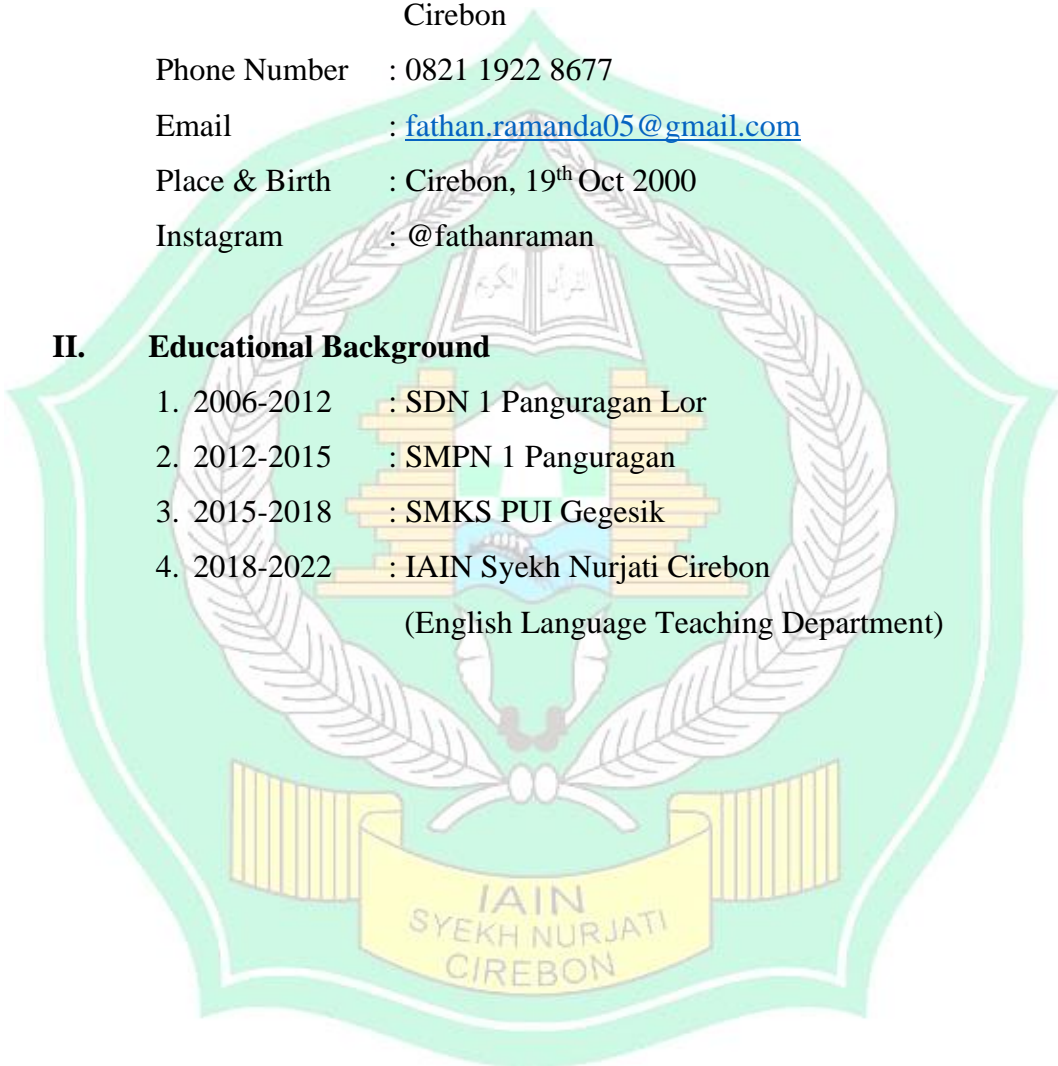 Cirebon
Phone Number : 0821 1922 8677
Email : fathan.ramanda05@gmail.com
Place & Birth : Cirebon, 19th Oct 2000
Instagram : @fathanraman
القرآن الكريم
II. Educational Background
1. 2006-2012 : SDN 1 Panguragan Lor
2. 2012-2015 : SMPN 1 Panguragan
3. 2015-2018 : SMKS PUI Gegesik
4. 2018-2022 : IAIN Syekh Nurjati Cirebon
(English Language Teaching Department)
IAIN
SYEKH NURJATI
CIREBON